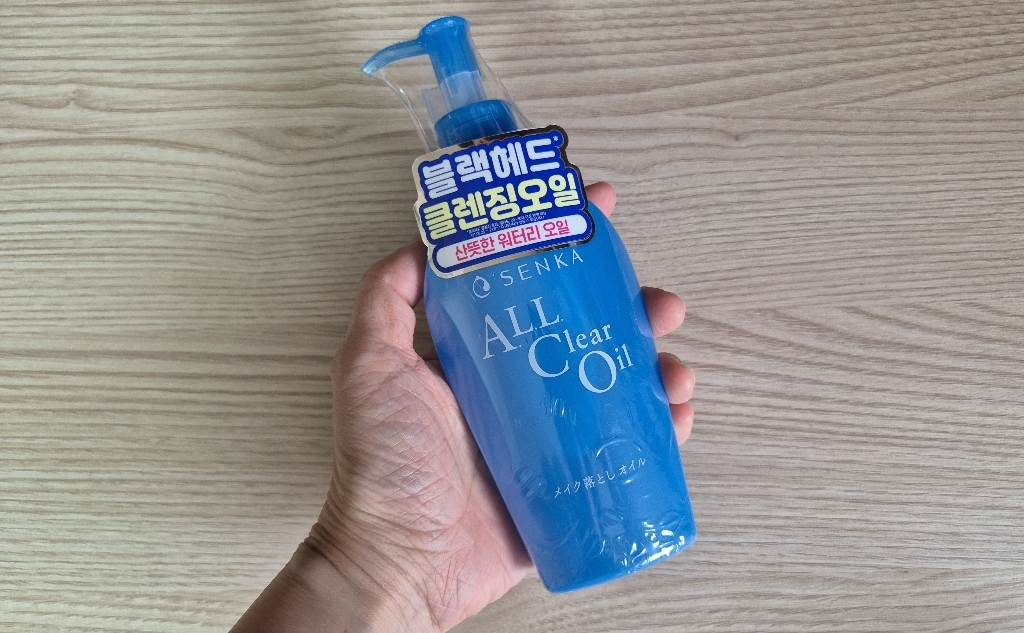 블랙헤드*
클렌징오일
산뜻한 워터리 오일
SENKA
A.L.L.
Clear
Oil
メイク落とし オイル